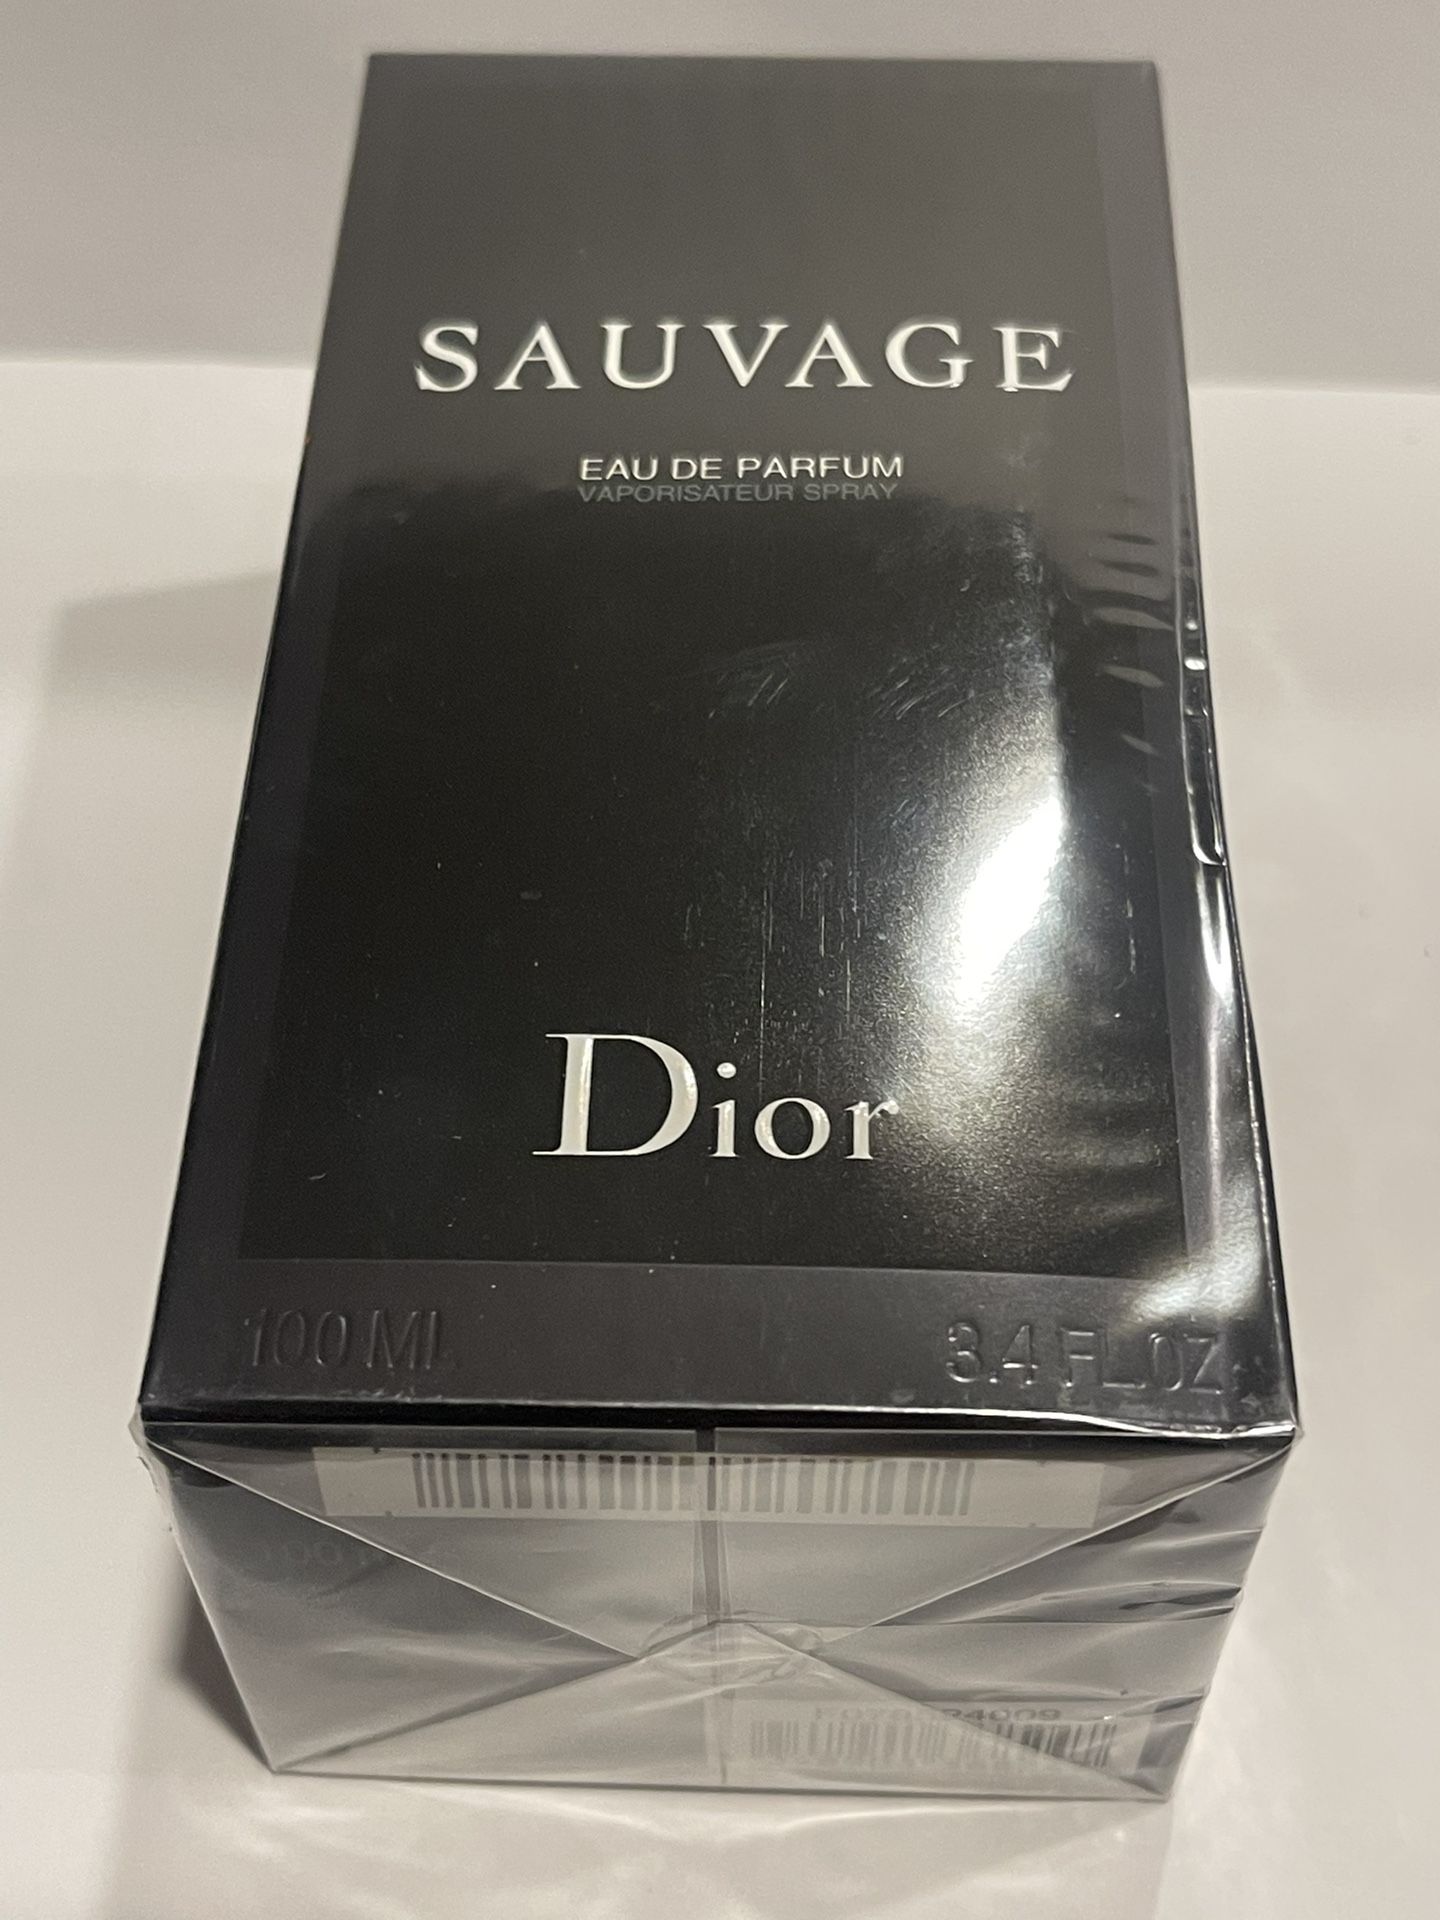 SAUVAGE
EAU DE PARFUM
VAPORISATEUR SPRAY
Dior
100 ML
3.4 FL.OZ